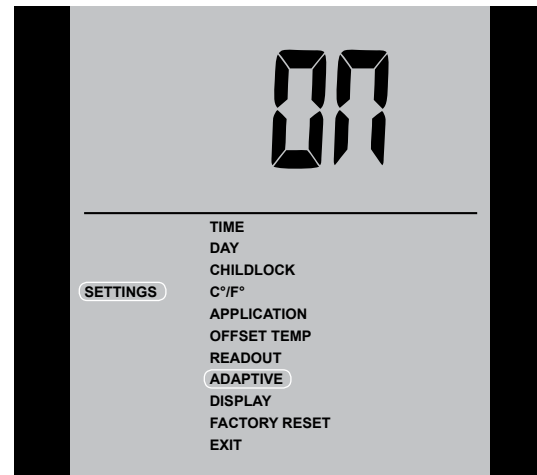 ON
TIME
DAY
CHILDLOCK
SETTINGS C°/F°
APPLICATION
OFFSET TEMP
READOUT
ADAPTIVE
DISPLAY
FACTORY RESET
EXIT